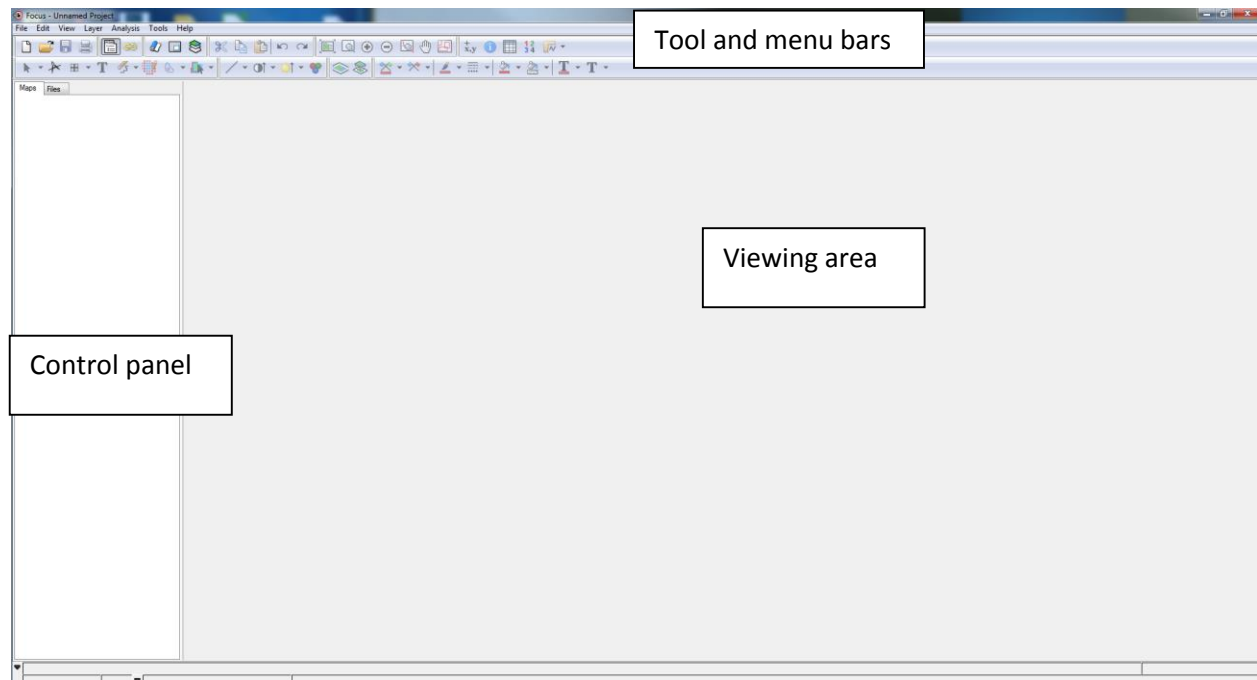 Focus - Unnamed Project
File Edit View Layer Analysis Tools Help
Tool and menu bars
Maps Files
Viewing area
Control panel